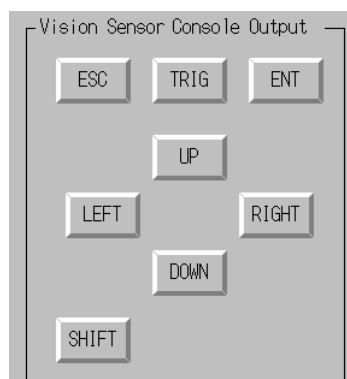 Vision Sensor Console Output
ESC TRIG ENT
UP
LEFT RIGHT
DOWN
SHIFT